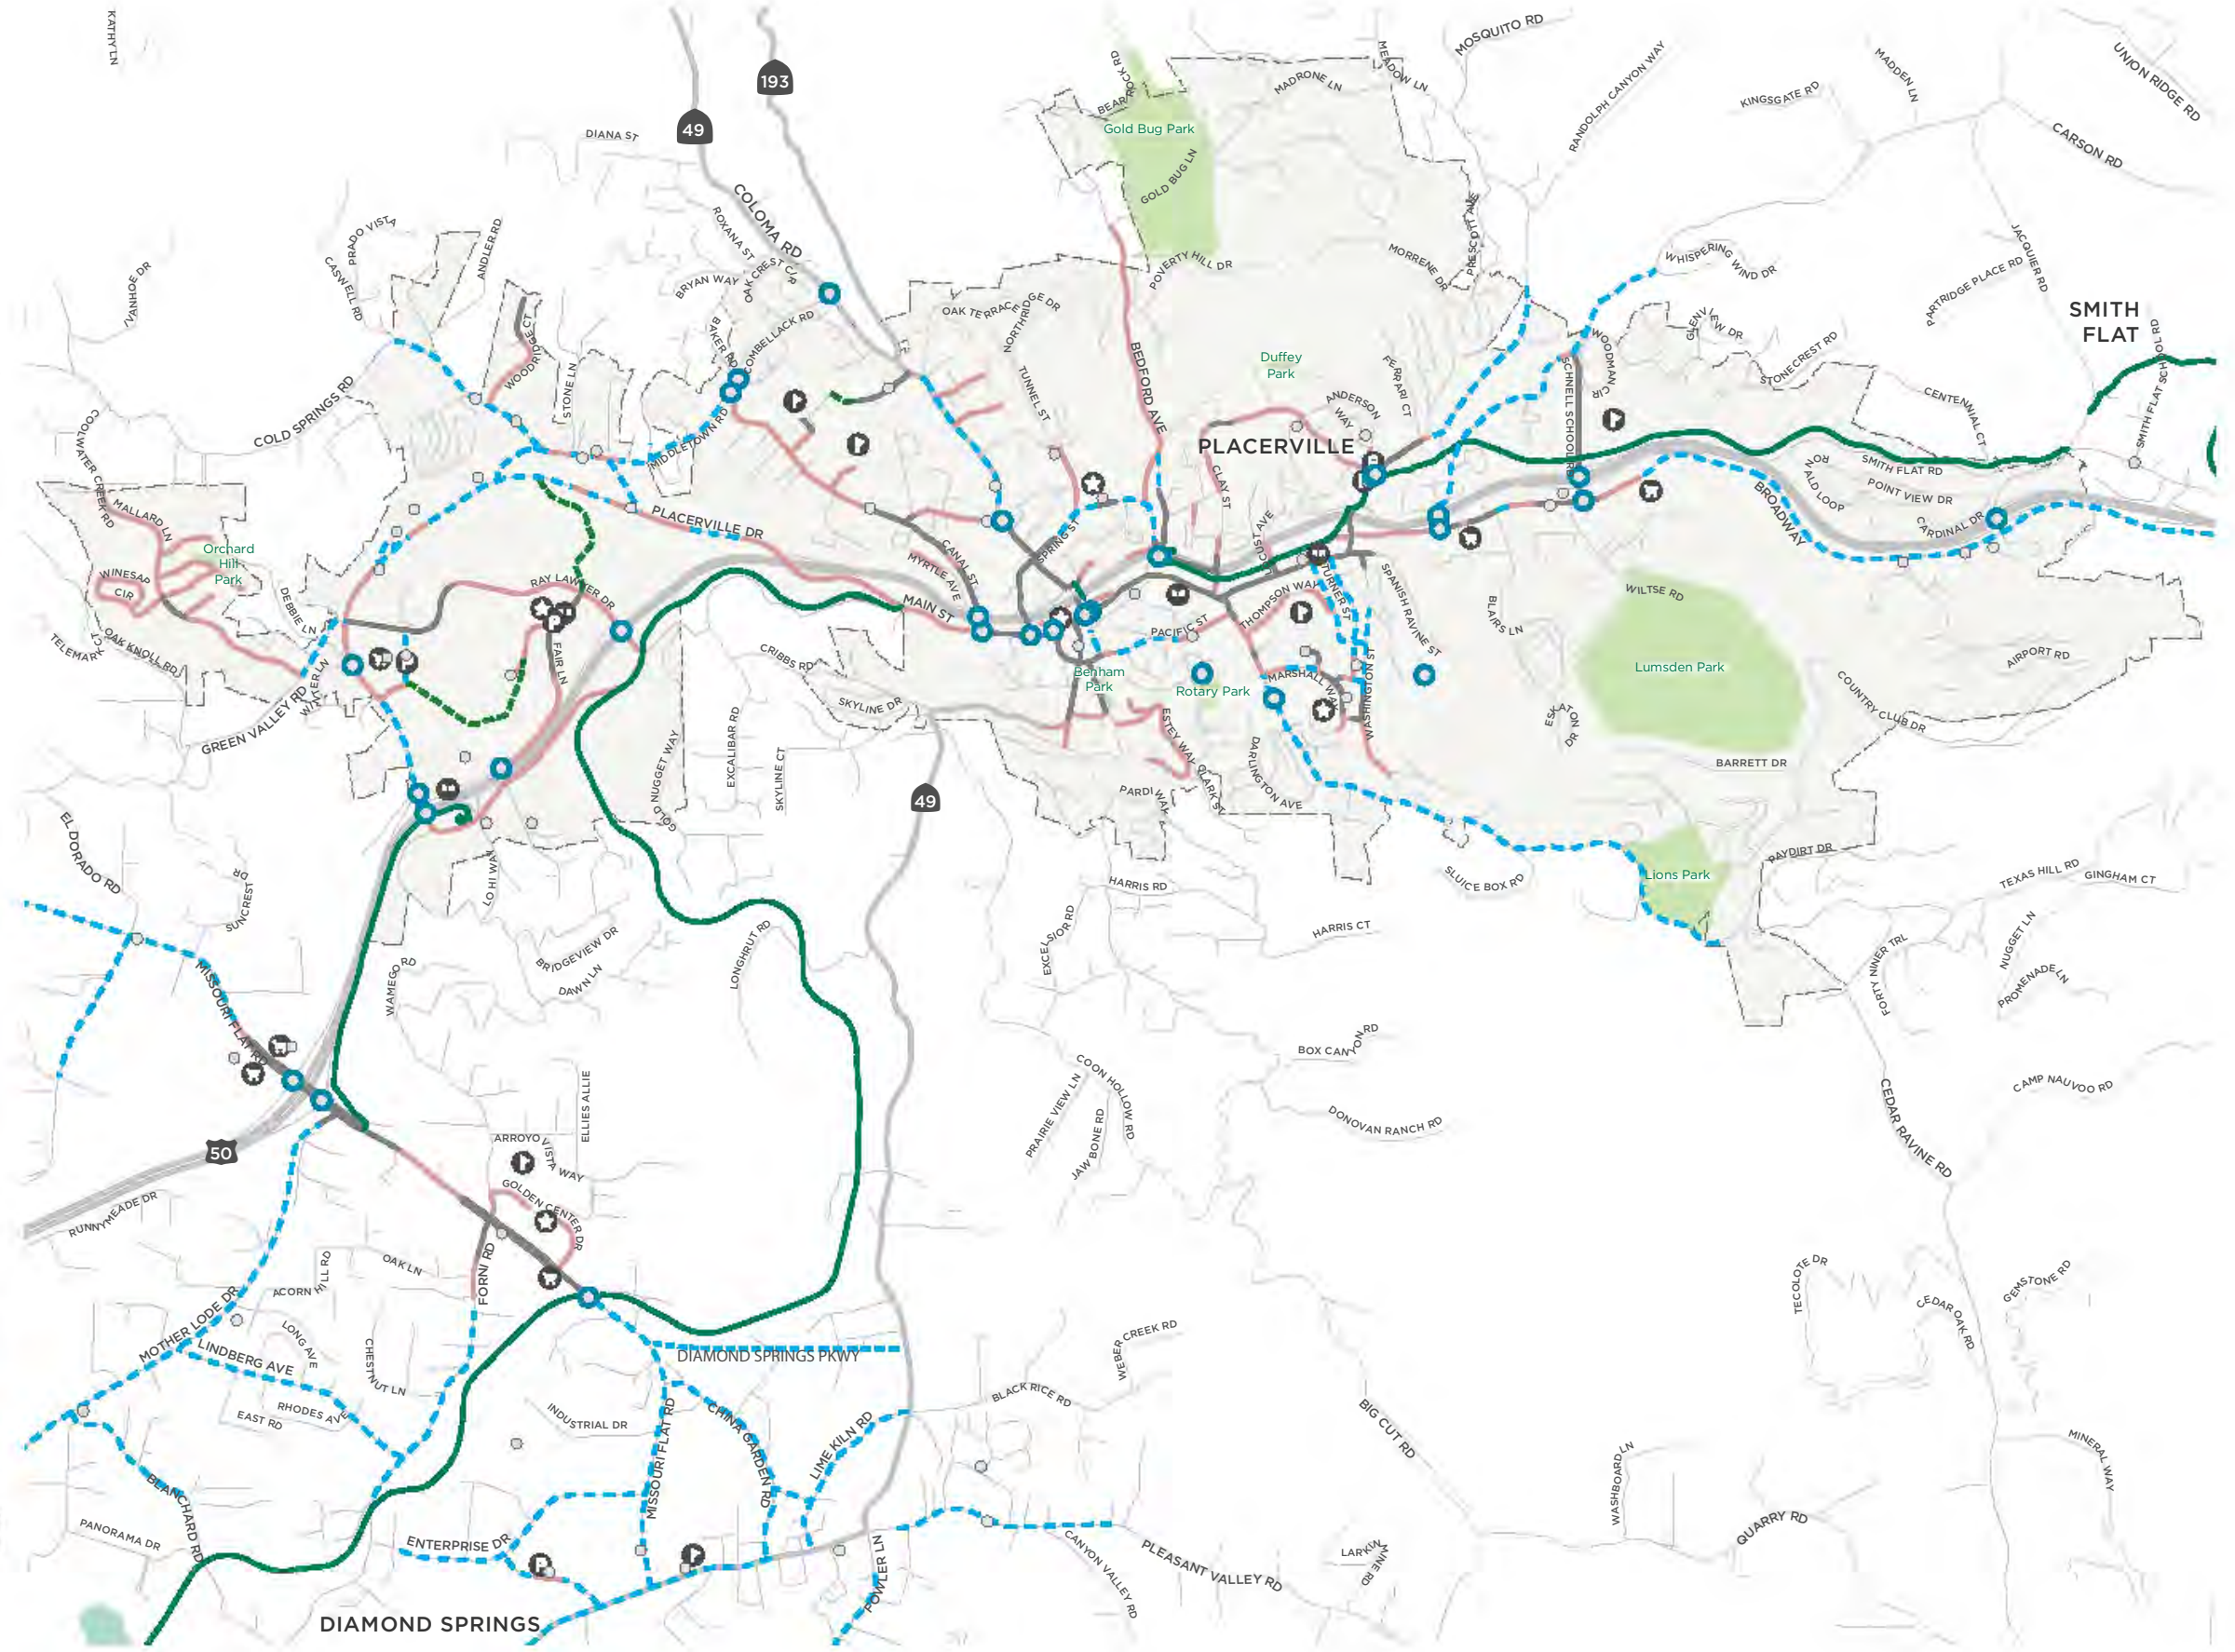 KATHY LN
193
49
MOSQUITO RD
MEADOW LN
MADRONE LN
RANDOLPH CANYON WAY
KINGSGATE RD
MADDEN LN
UNION RIDGE RD
CARSON RD
BEAR ROCK RD
Gold Bug Park
GOLD BUG LN
DIANA ST
COLOMA RD
ROXANA ST
OAK CREST CIR
BRYAN WAY
COMBELLACK RD
BAKER RD
PRADO VISTA
CASWELL RD
ANDLER RD
IVANHOE DR
POVERTY HILL DR
MORRENE DR
PRESCOTT AVE
WHISPERING WIND DR
JACQUIER RD
PARTRIDGE PLACE RD
SMITH
FLAT
SMITH FLAT SCHOOL RD
OAK TERRACE
NORTHRIDGE DR
TUNNEL ST
BEDFORD AVE
Duffey
Park
FERRARI CT
ANDERSON
WAY
WOODMAN
CIR
GLENVIEW DR
STONECREST RD
SCHNELL SCHOOL RD
CENTENNIAL CT
WOODRIDGE CT
STONE LN
COLD SPRINGS RD
COOLWATER CREEK RD
MIDDLETOWN RD
PLACERVILLE
CLAY ST
SMITH FLAT RD
ZALD LOOP
RD
POINT VIEW DR
BROADWAY
CARDINAL DR
MALLARD LN
Orchard
Hill
Park
WINESAP
CIR
PLACERVILLE DR
CANAL ST
MYRTLE AVE
SPRING ST
MAIN ST
RAY LAWYER DR
FAIR LN
DEBBIE LN
OAK KNOLL RD
TELEMARK CT
GREEN VALLEY RD
THOMPSON WAY
TURNER ST
SPANISH RAVINE ST
PACIFIC ST
BLAIRS LN
WILTSE RD
Lumsden Park
AIRPORT RD
COUNTRY CLUB DR
BARRETT DR
ESKATON
DR
Benham
Park
Rotary Park
MARSHALL WAY
WASHINGTON ST
CRIBBS RD
SKYLINE DR
ESTEY WAY
CLARK ST
DARLINGTON AVE
PARDI WAY
GOLD NUGGET WAY
EXCALIBAR RD
SKYLINE CT
49
EL DORADO RD
SUNCREST
DR
LO HI WAY
BRIDGEVIEW DR
DAWN LN
LONGHRUT RD
WAMEGO RD
HARRIS RD
EXCELSIOR RD
HARRIS CT
SLUICE BOX RD
Lions Park
PAYDIRT DR
TEXAS HILL RD
GINGHAM CT
NUGGET LN
FORTY NINER TRL
PROMENADE LN
MISSOURI FLAT RD
50
RUNNYMEADE DR
ELLIES ALLIE
ARROYO
VISTA WAY
GOLDEN CENTER DR
BOX CANYON RD
COON HOLLOW RD
PRAIRIE VIEW LN
JAW BONE RD
DONOVAN RANCH RD
CAMP NAUVOO RD
CEDAR RAVINE RD
OAK LN
ACORN HILL RD
FORNI RD
MOTHER LODE DR
LINDBERG AVE
LONG AVE
CHESTNUT LN
RHODES AVE
EAST RD
DIAMOND SPRINGS PKWY
INDUSTRIAL DR
MISSOURI FLAT RD
CHINA GARDEN RD
LIME KILN RD
WEBER CREEK RD
BLACK RICE RD
BIG CUT RD
TECOLOTE DR
CEDAR OAK RD
GEMSTONE RD
MINERAL WAY
WASHBOARD LN
QUARRY RD
BLANCHARD RD
PANORAMA DR
ENTERPRISE DR
FOWLER LN
CANYON VALLEY RD
PLEASANT VALLEY RD
LARKIN
MINE RD
DIAMOND SPRINGS